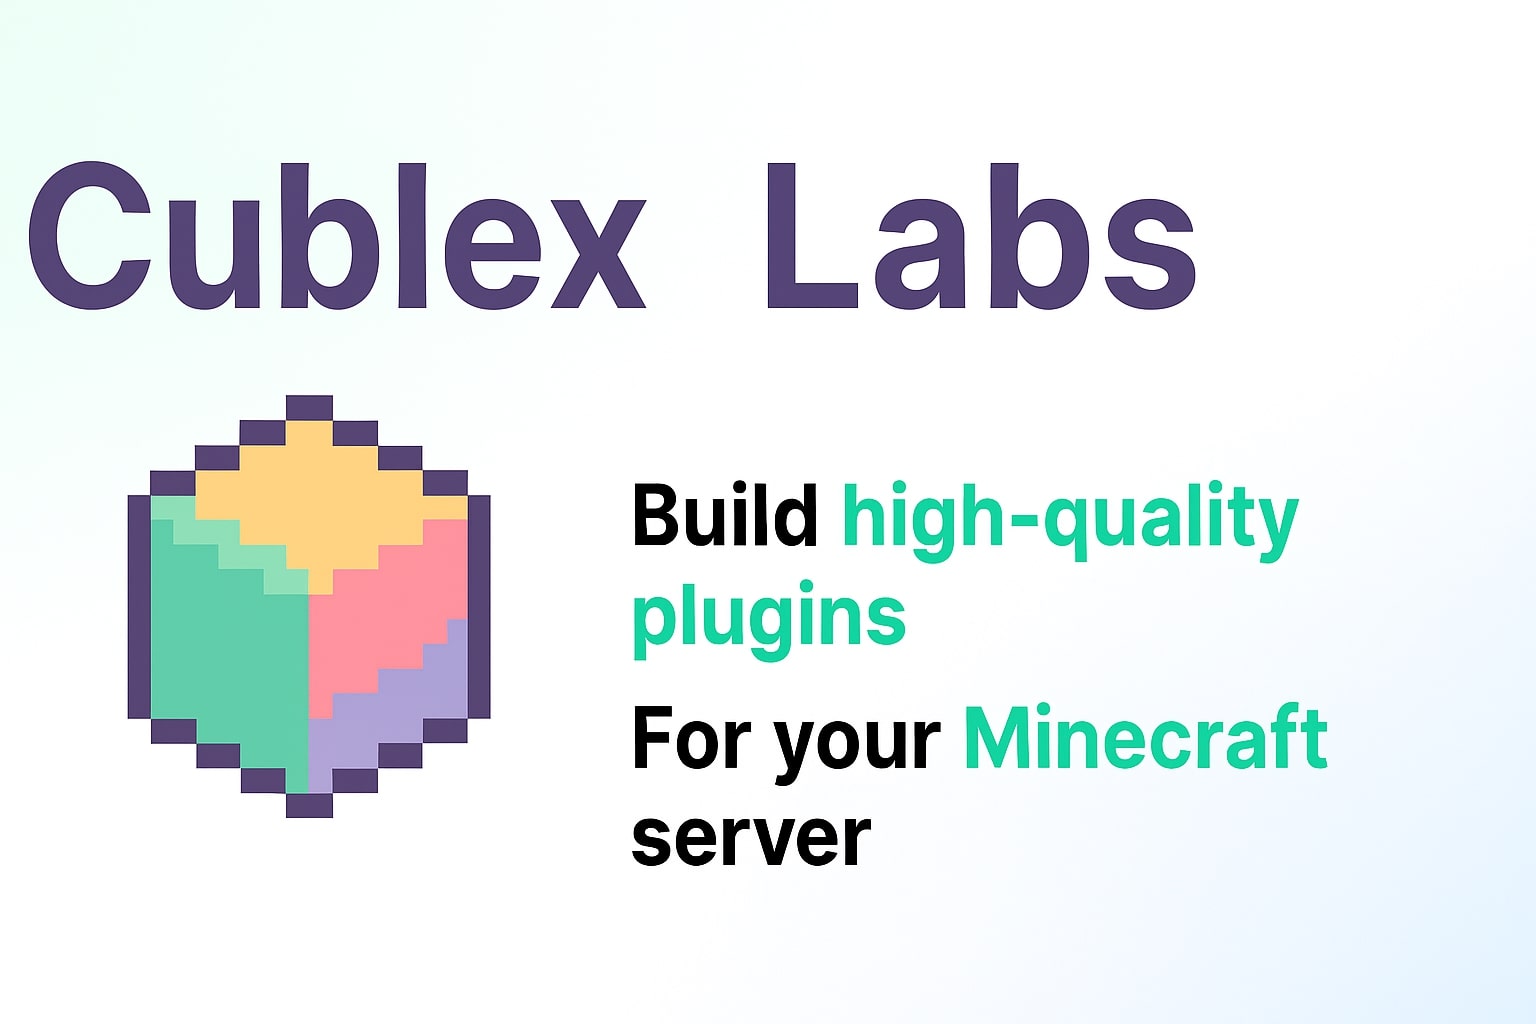 Cublex Labs
Build high-quality
plugins
For your Minecraft
server